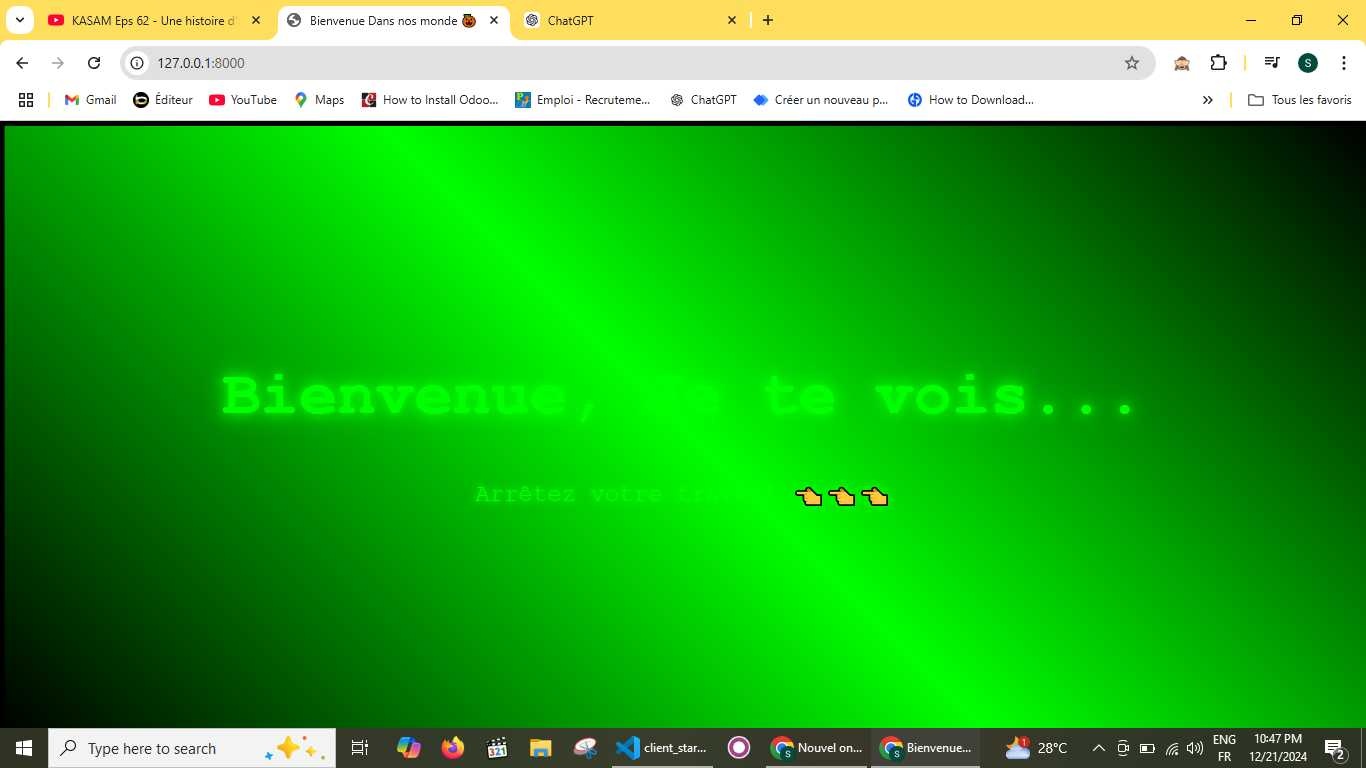 KASAM Eps 62 - Une histoire d'
Bienvenue Dans nos monde
ChatGPT
127.0.0.1:8000
S
Gmail
Éditeur
YouTube
Maps
How to Install Odoo...
Emploi - Recruteme...
ChatGPT
Créer un nouveau p...
How to Download...
Tous les favoris
Bienvenue, te vois...
Arrêtez votre
Type here to search
321
client_star...
Nouvel on...
Bienvenue...
1
28°C
ENG
FR
10:47 PM
12/21/2024
2